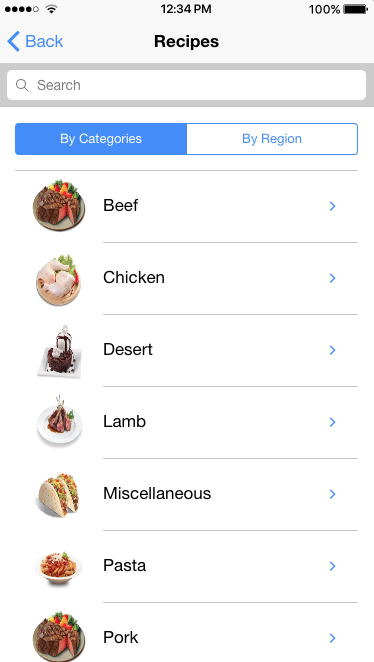 12:34 PM 100%
Back Recipes
Search
By Categories By Region
Beef
Chicken
Desert
Lamb
Miscellaneous
Pasta
Pork